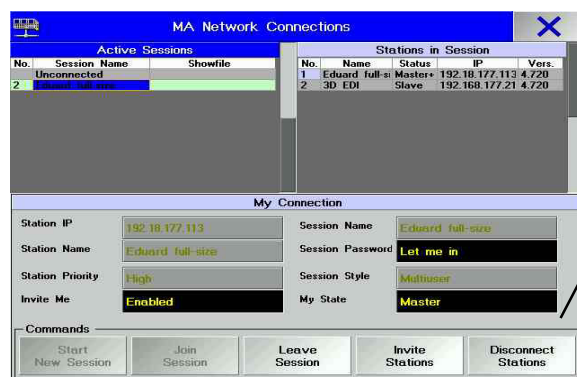 MA Network Connections
Active Sessions
No. Session Name Showfile
Unconnected
2 Eduard full-size
Stations in Session
No. Name Status IP Vers.
1 Eduard full-si Master+ 192.18.177.113 4.720
2 3D EDI Slave 192.168.177.21 4.720
My Connection
Station IP 192.18.177.113
Session Name Eduard full-size
Station Name Eduard full-size
Session Password Let me in
Station Priority High
Session Style Multiuser
Invite Me Enabled
My State Master
Commands
Start New Session
Join Session
Leave Session
Invite Stations
Disconnect Stations